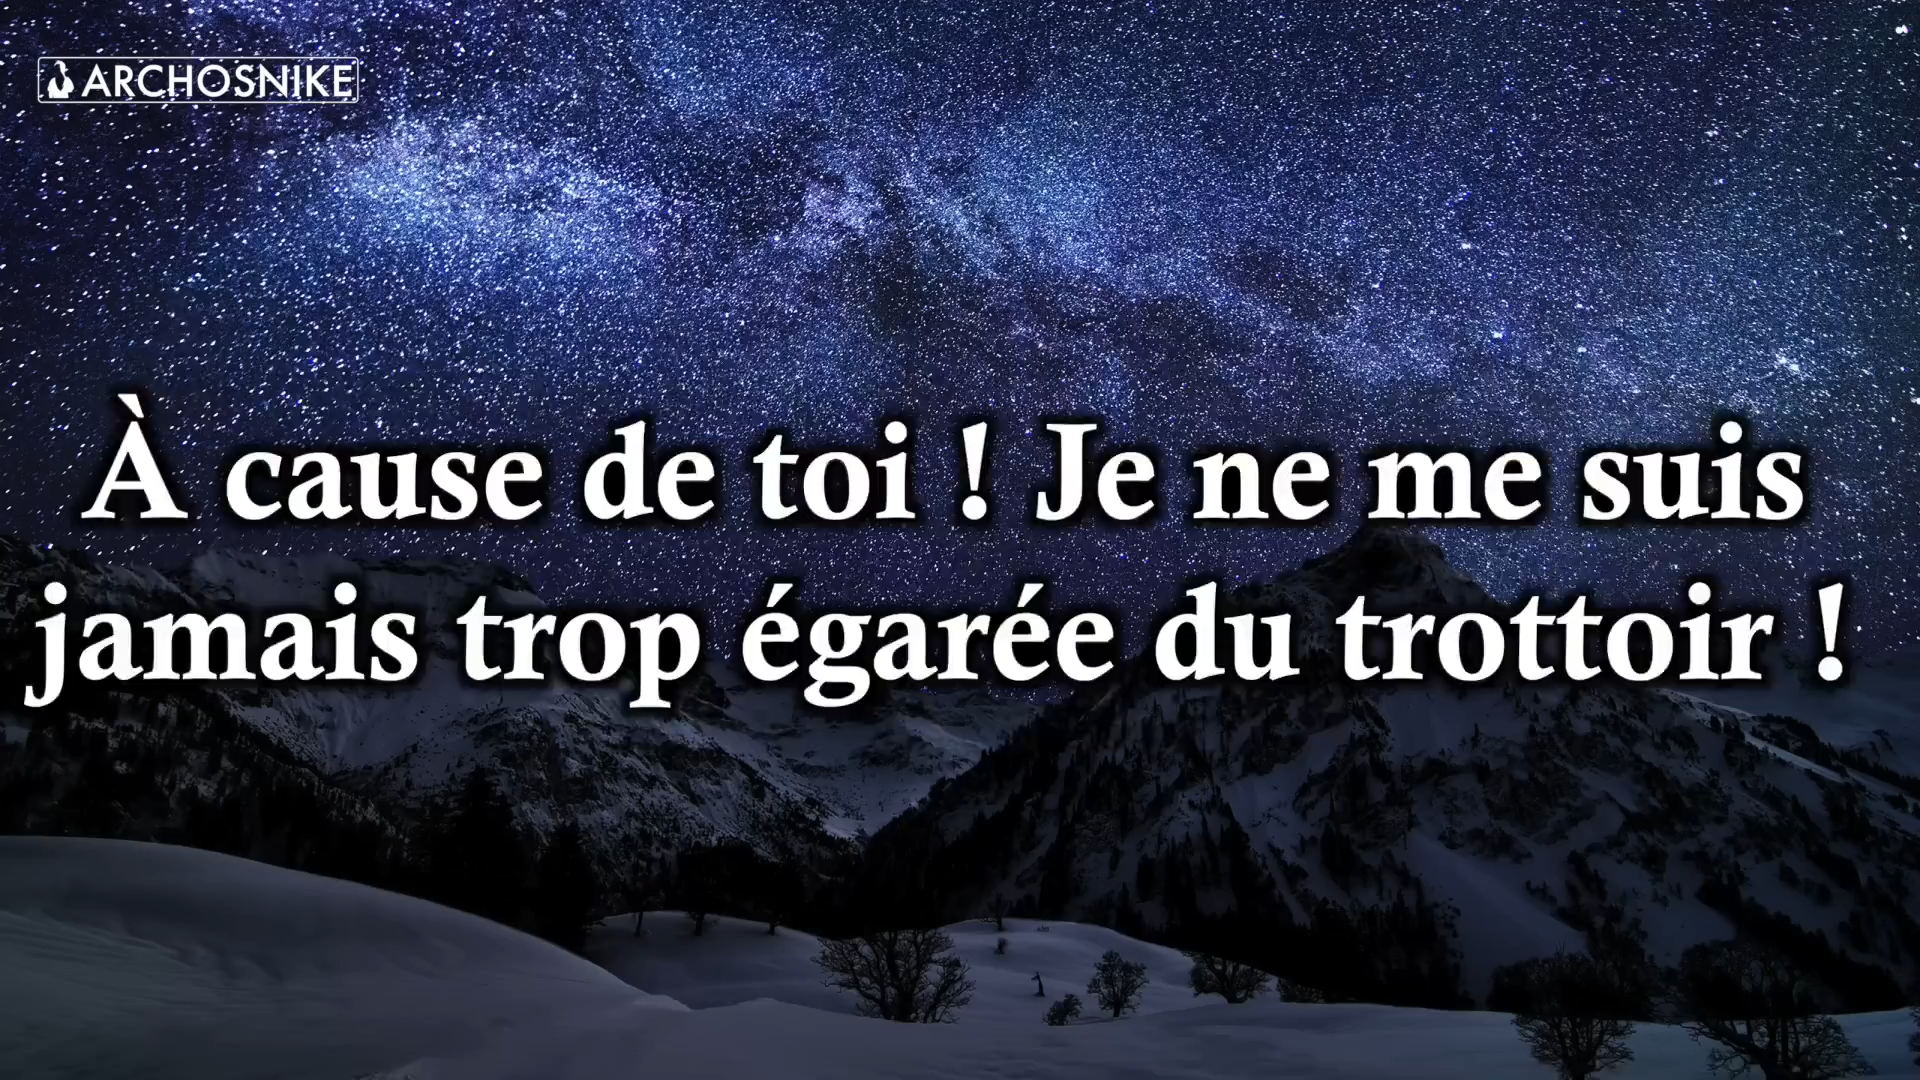 ARCHOSNIKE
À cause de toi ! Je ne me suis
jamais trop égarée du trottoir !